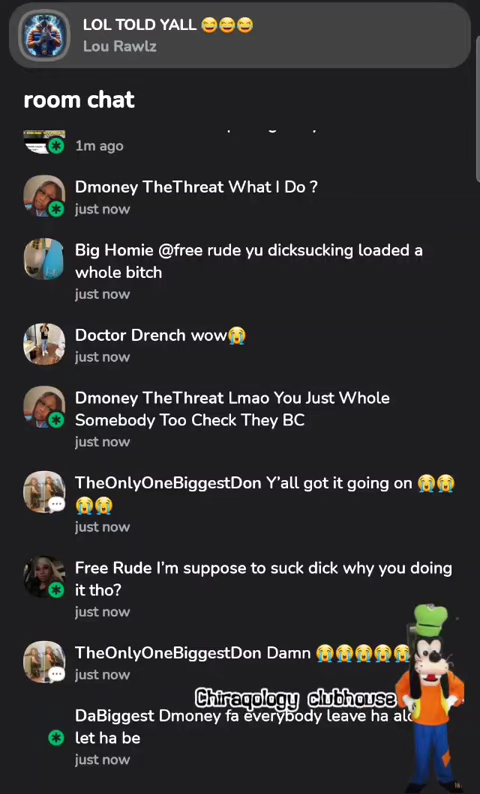 LOL TOLD YALL 😂😂😂
Lou Rawlz
room chat
1m ago
Dmoney TheThreat What I Do ?
just now
Big Homie @free rude yu dicksucking loaded a
whole bitch
just now
Doctor Drench wow😭
just now
Dmoney TheThreat Lmao You Just Whole
Somebody Too Check They BC
just now
TheOnlyOneBiggestDon Y'all got it going on 😭😭
😭😭
just now
Free Rude I'm suppose to suck dick why you doing
it tho?
just now
TheOnlyOneBiggestDon Damn 😭😭😭😭😭
just now
Chiraqology clubhouse
DaBiggest Dmoney fa everybody leave ha
let ha be
just now